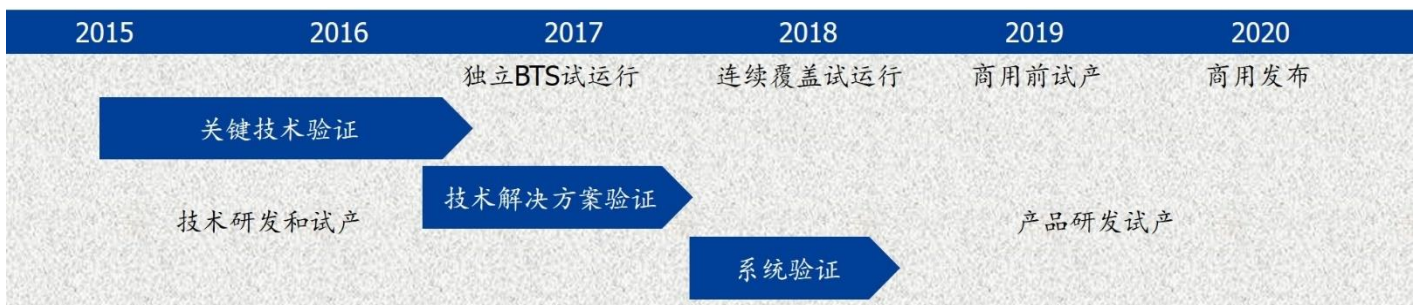 2015 2016 2017 2018 2019 2020
独立BTS试运行 连续覆盖试运行 商用前试产 商用发布
关键技术验证
技术解决方案验证
技术研发和试产 产品研发试产
系统验证